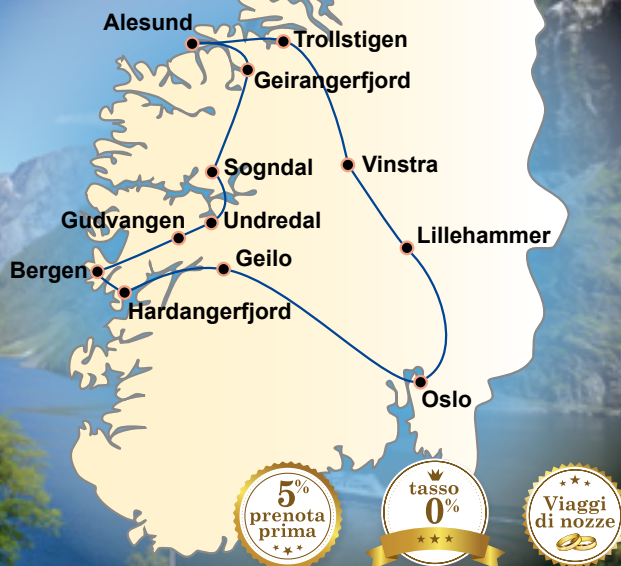 Alesund
Trollstigen
Geirangerfjord
Sogndal
Vinstra
Gudvangen
Undredal
Lillehammer
Bergen
Geilo
Hardangerfjord
Oslo
5%
prenota
prima
tasso
0%
Viaggi
di nozze